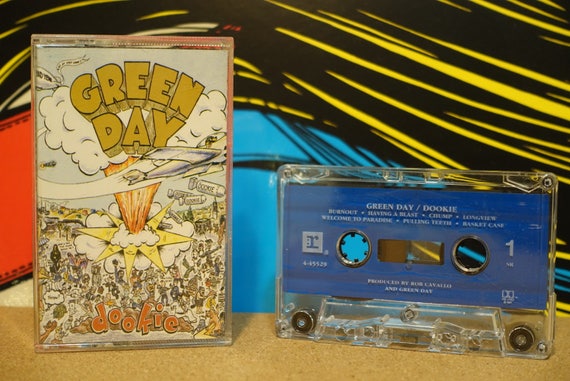 GREEN
DAY
dookie
GREEN DAY / DOOKIE
BURNOUT • HAVING A BLAST • CHUMP • LONGVIEW
WELCOME TO PARADISE • PULLING TEETH • BASKET CASE
4-45529
1
SR
PRODUCED BY ROB CAVALLO
AND GREEN DAY